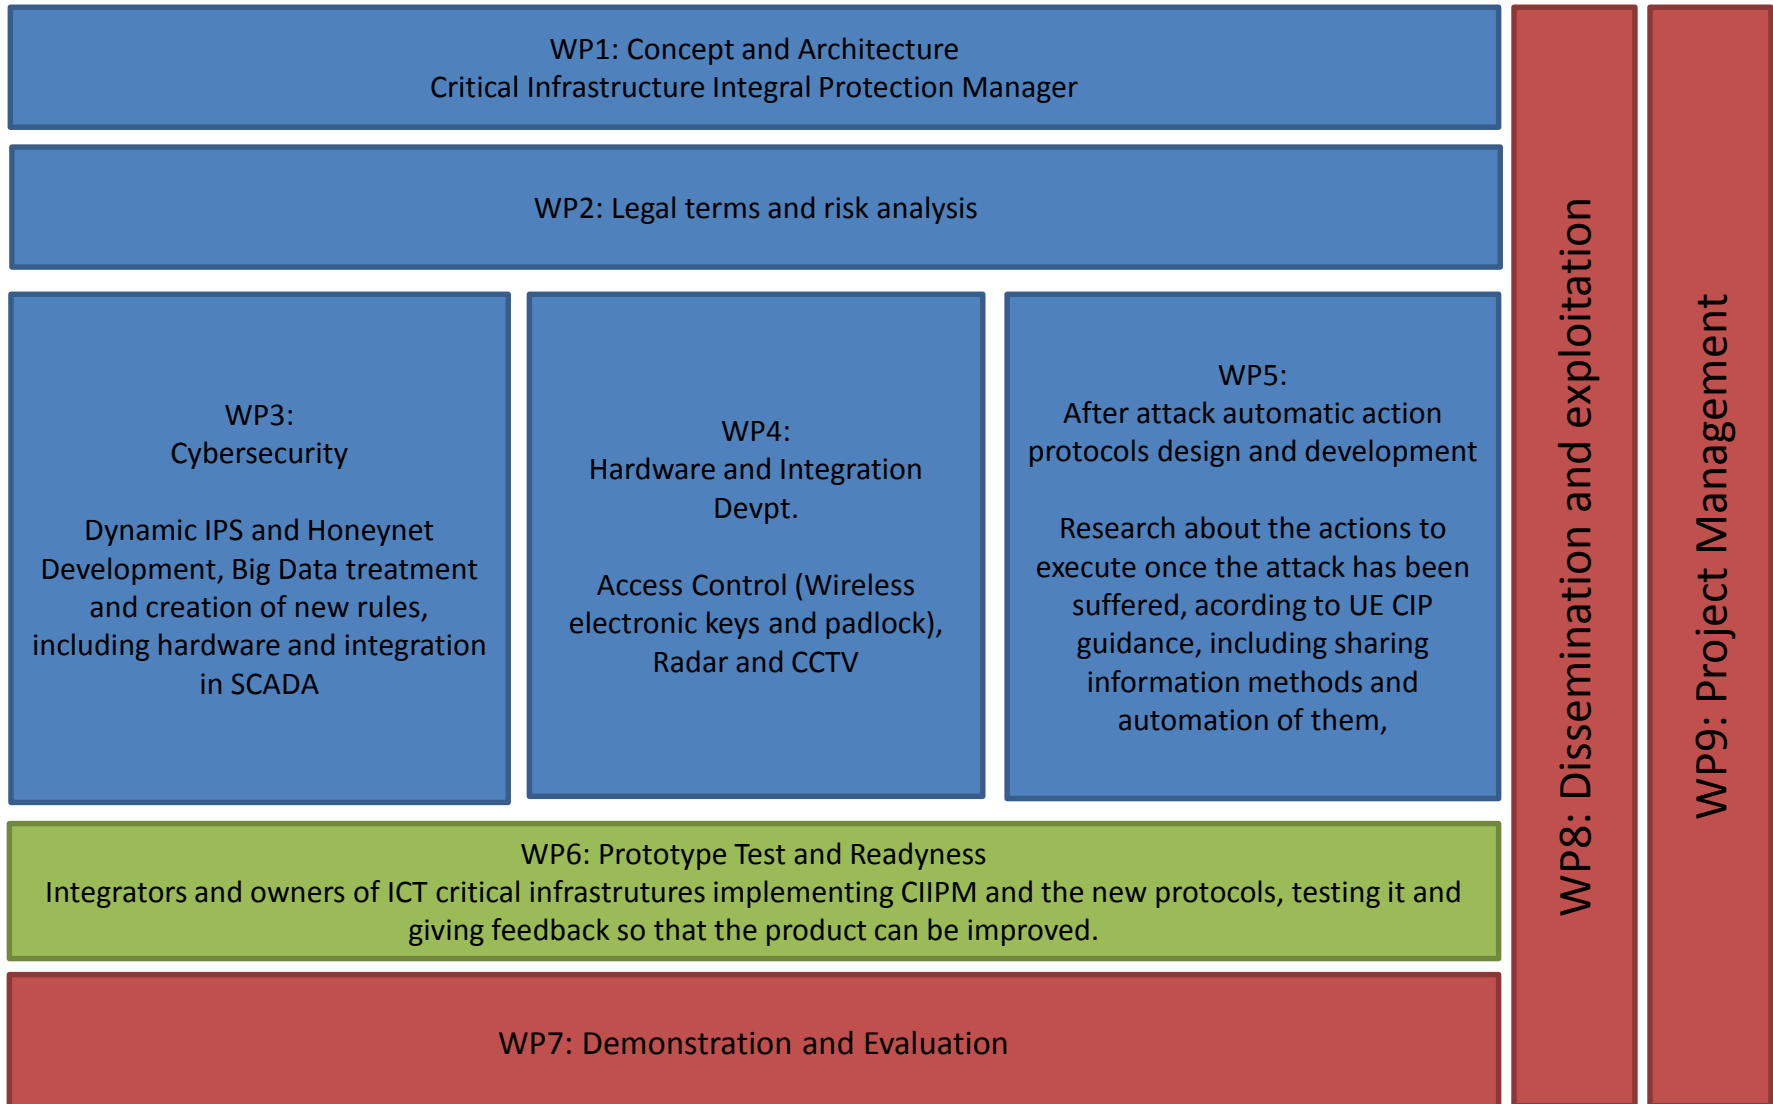 WP1: Concept and Architecture
Critical Infrastructure Integral Protection Manager
WP2: Legal terms and risk analysis
WP3:
Cybersecurity
Dynamic IPS and Honeynet
Development, Big Data treatment
and creation of new rules,
including hardware and integration
in SCADA
WP4:
Hardware and Integration
Devpt.
Access Control (Wireless
electronic keys and padlock),
Radar and CCTV
WP5:
After attack automatic action
protocols design and development
Research about the actions to
execute once the attack has been
suffered, acording to UE CIP
guidance, including sharing
information methods and
automation of them,
WP6: Prototype Test and Readyness
Integrators and owners of ICT critical infrastrutures implementing CIIPM and the new protocols, testing it and
giving feedback so that the product can be improved.
WP7: Demonstration and Evaluation
WP8: Dissemination and exploitation
WP9: Project Management